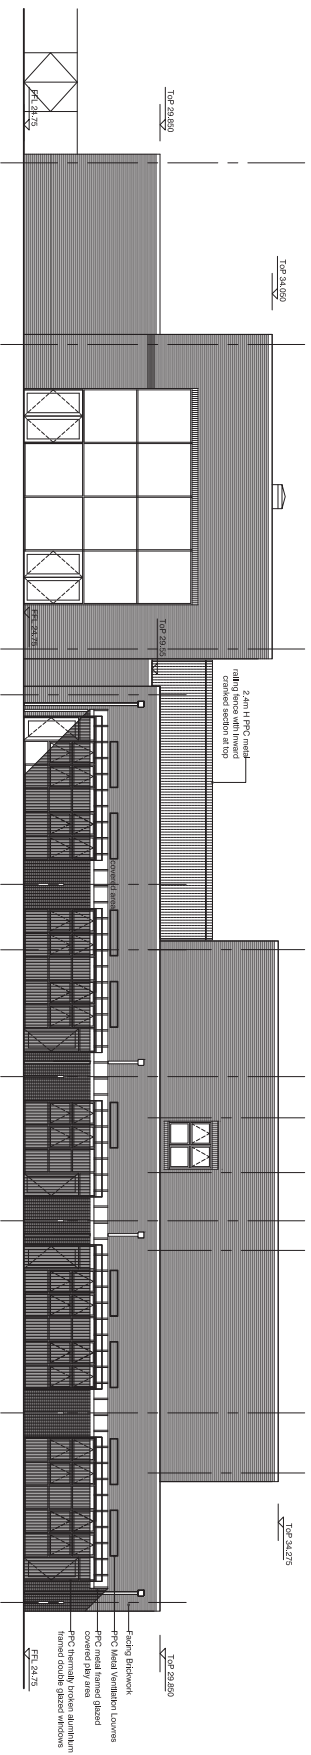 FFL 24.75
ToP 29.850
ToP 34.050
FFL 24.75
ToP 29.55
2.4m H PPC metal
railing fence with inward
cranked section at top
covered area
ToP 34.275
ToP 29.850
Facing Brickwork
PPC Metal Ventilation Louvres
PPC metal framed glazed
covered play area
PPC thermally broken aluminium
framed double glazed windows
FFL 24.75